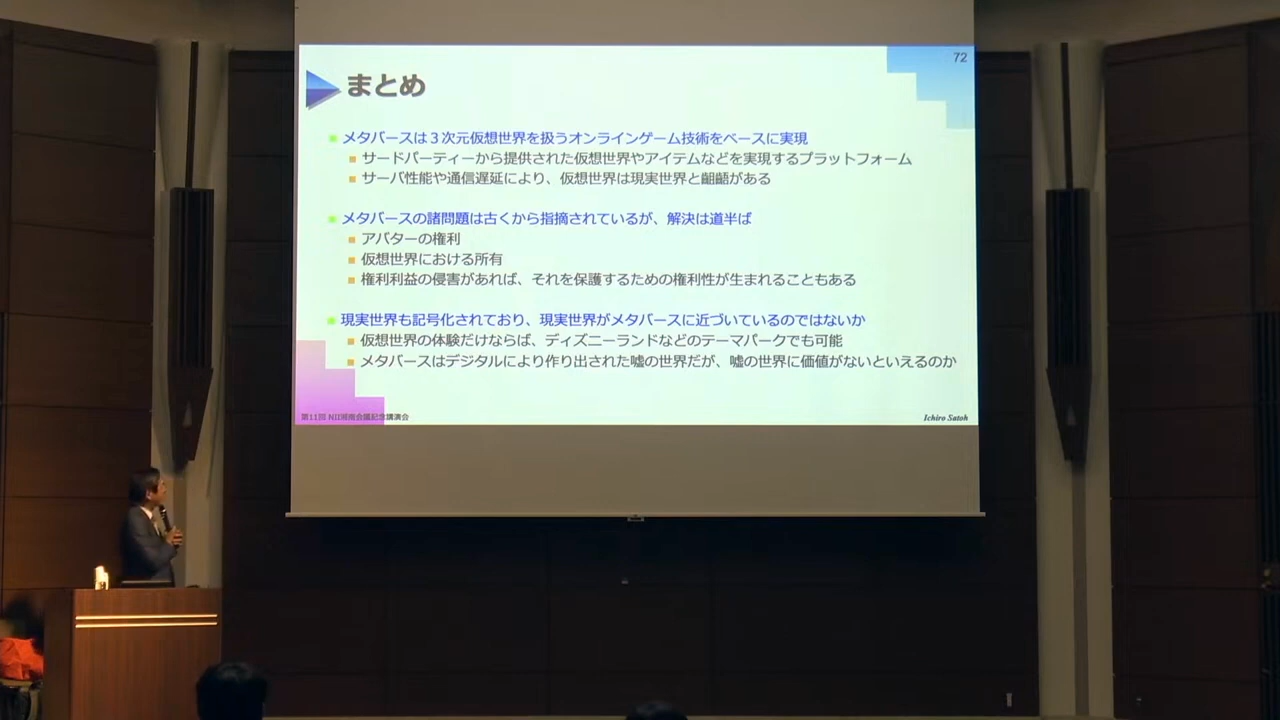 72
まとめ
メタバースは３次元仮想世界を扱うオンラインゲーム技術をベースに実現
サードパーティーから提供された仮想世界やアイテムなどを実現するプラットフォーム
サーバ性能や通信遅延により、仮想世界は現実世界と齟齬がある
メタバースの諸問題は古くから指摘されているが、解決は道半ば
アバターの権利
仮想世界における所有
権利利益の侵害があれば、それを保護するための権利性が生まれることもある
現実世界も記号化されており、現実世界がメタバースに近づいているのではないか
仮想世界の体験だけならば、ディズニーランドなどのテーマパークでも可能
メタバースはデジタルにより作り出された嘘の世界だが、嘘の世界に価値がないといえるのか
第11回 NII湘南会議記念講演会
Ichiro Satoh